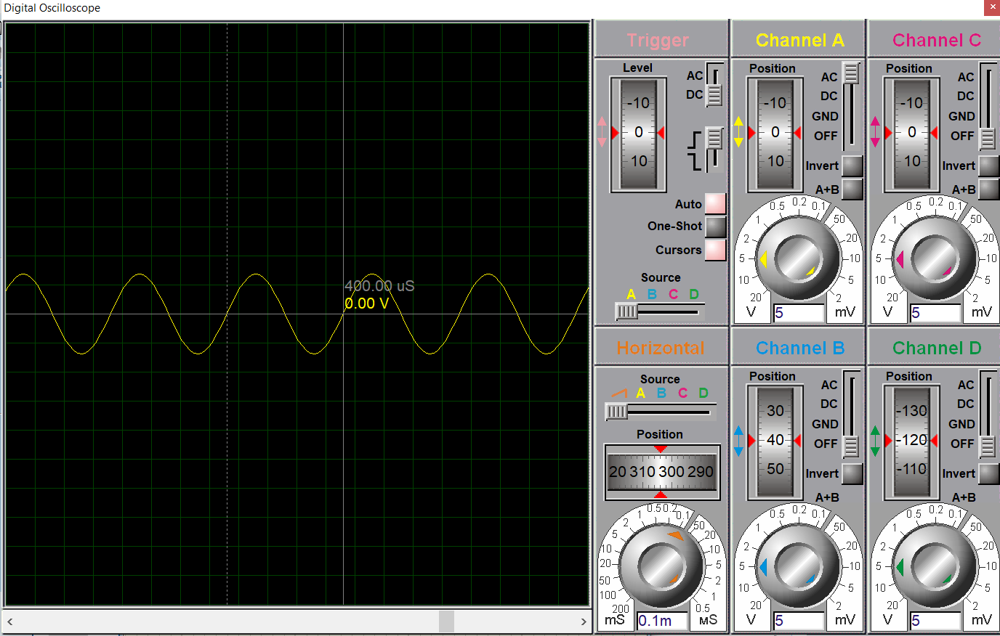 Digital Oscilloscope
400.00 uS
0.00 V
Trigger
Level
AC
DC
-10
0
10
Auto
One-Shot
Cursors
Source
A B C D
Channel A
Position
AC
DC
GND
OFF
-10
0
10
Invert
A+B
20 10 5 2 1 0.5 0.2 0.1 50 20 10 5 2
V 5 mV
Channel C
Position
AC
DC
GND
OFF
-10
0
10
Invert
A+B
20 10 5 2 1 0.5 0.2 0.1 50 20 10 5 2
V 5 mV
Horizontal
Source
A B C D
Position
20 310 300 290
200 100 50 20 10 5 2 1 0.5 0.2 0.1 50 20 10 5 2 1 0.5
mS 0.1m мS
Channel B
Position
AC
DC
GND
OFF
30
40
50
Invert
A+B
20 10 5 2 1 0.5 0.2 0.1 50 20 10 5 2
V 5 mV
Channel D
Position
AC
DC
GND
OFF
-130
-120
-110
Invert
A+B
20 10 5 2 1 0.5 0.2 0.1 50 20 10 5 2
V 5 mV